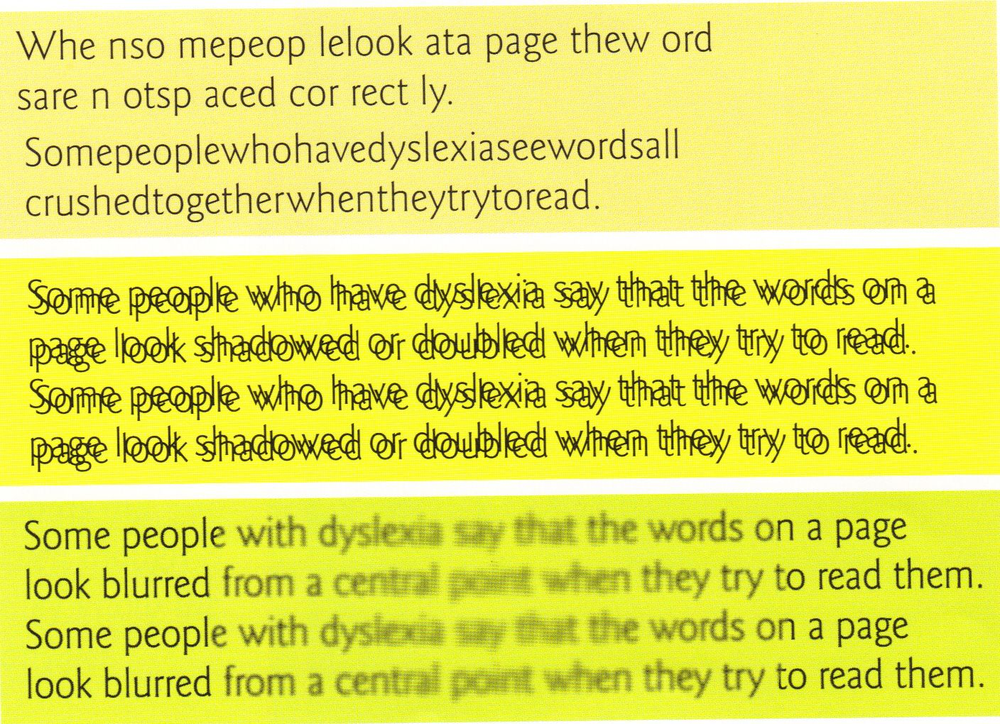 Whe nso mepeop lelook ata page thew ord
sare n otsp aced cor rect ly.
Somepeoplewhohavedyslexiaseewordsall
crushedtogetherwhentheytrytoread.
Some people who have dyslexia say that the words on a
page look shadowed or doubled when they try to read.
Some people who have dyslexia say that the words on a
page look shadowed or doubled when they try to read.
Some people with dyslexia say that the words on a page
look blurred from a central point when they try to read them.
Some people with dyslexia say that the words on a page
look blurred from a central point when they try to read them.